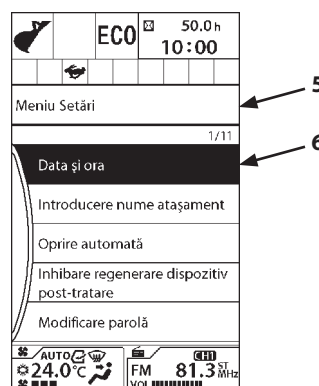 ECO
50.0 h
10:00
Meniu Setări
5
1/11
6
Data și ora
Introducere nume atașament
Oprire automată
Inhibare regenerare dispozitiv
post-tratare
Modificare parolă
AUTO
24.0°C
CH1
FM 81.3 ST MHz
VOL